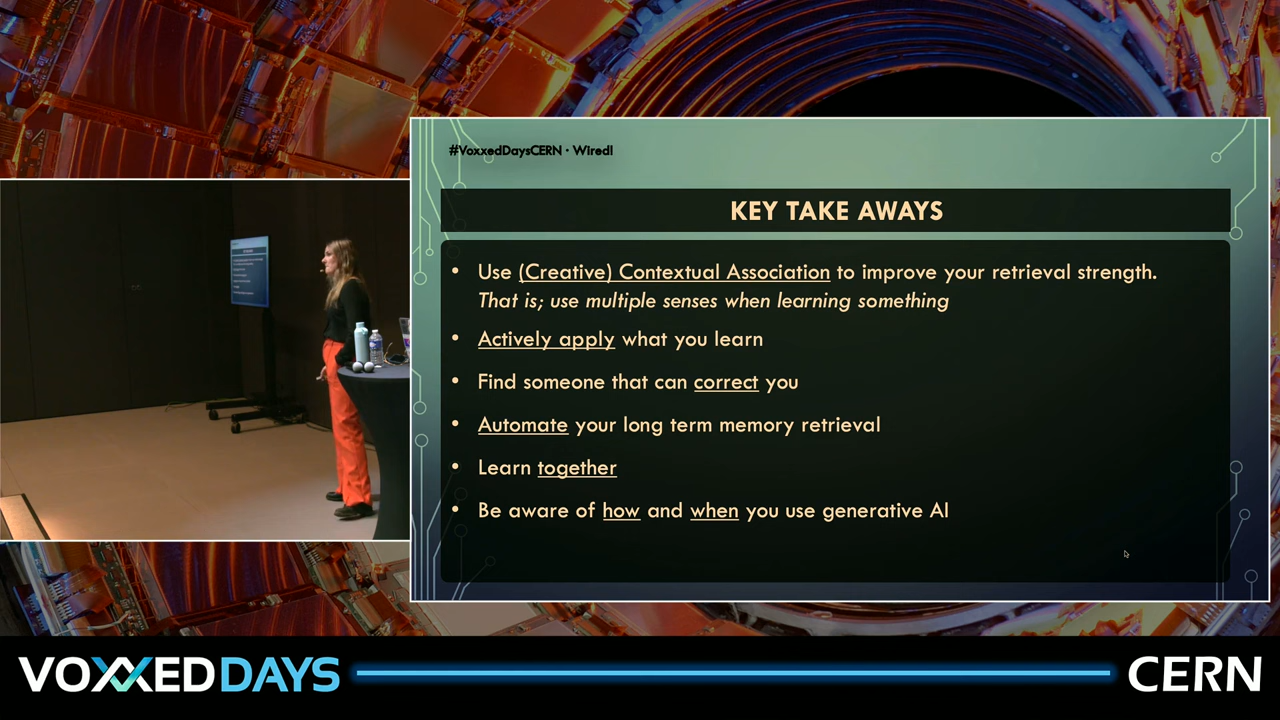 #VoxxedDaysCERN · Wired!
KEY TAKE AWAYS
• Use (Creative) Contextual Association to improve your retrieval strength.
That is; use multiple senses when learning something
• Actively apply what you learn
• Find someone that can correct you
• Automate your long term memory retrieval
• Learn together
• Be aware of how and when you use generative AI
VOXXED DAYS
CERN